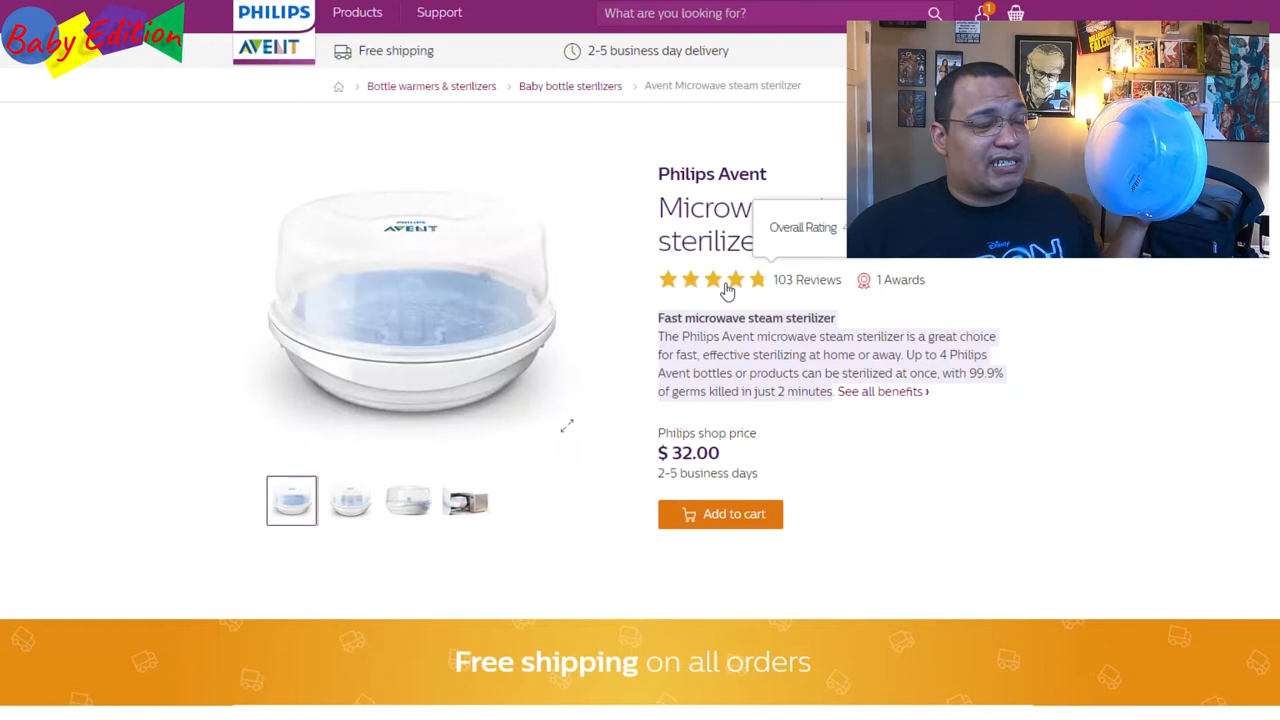 Baby Edition
PHILIPS
AVENT
Products
Support
What are you looking for?
1
Free shipping
2-5 business day delivery
> Bottle warmers & sterilizers > Baby bottle sterilizers > Avent Microwave steam sterilizer
PHILIPS
AVENT
Philips Avent
Microw
sterilize
Overall Rating
103 Reviews
1 Awards
Fast microwave steam sterilizer
The Philips Avent microwave steam sterilizer is a great choice
for fast, effective sterilizing at home or away. Up to 4 Philips
Avent bottles or products can be sterilized at once, with 99.9%
of germs killed in just 2 minutes. See all benefits ›
Philips shop price
$ 32.00
2-5 business days
Add to cart
Disney
Free shipping on all orders